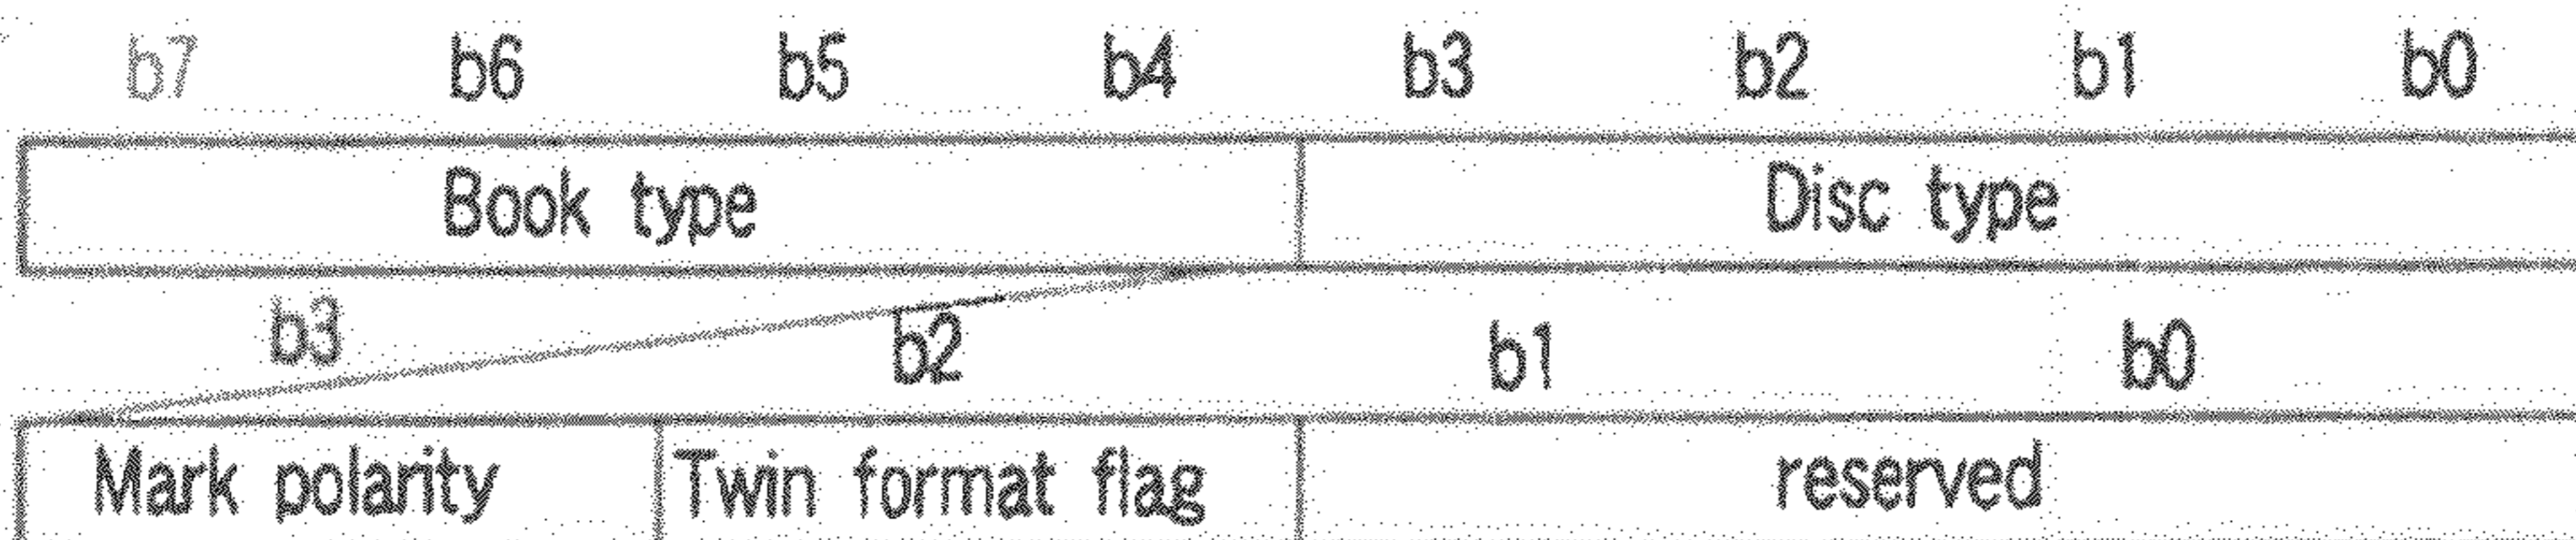 b7 b6 b5 b4 b3 b2 b1 b0
Book type Disc type
b3 b2 b1 b0
Mark polarity Twin format flag reserved